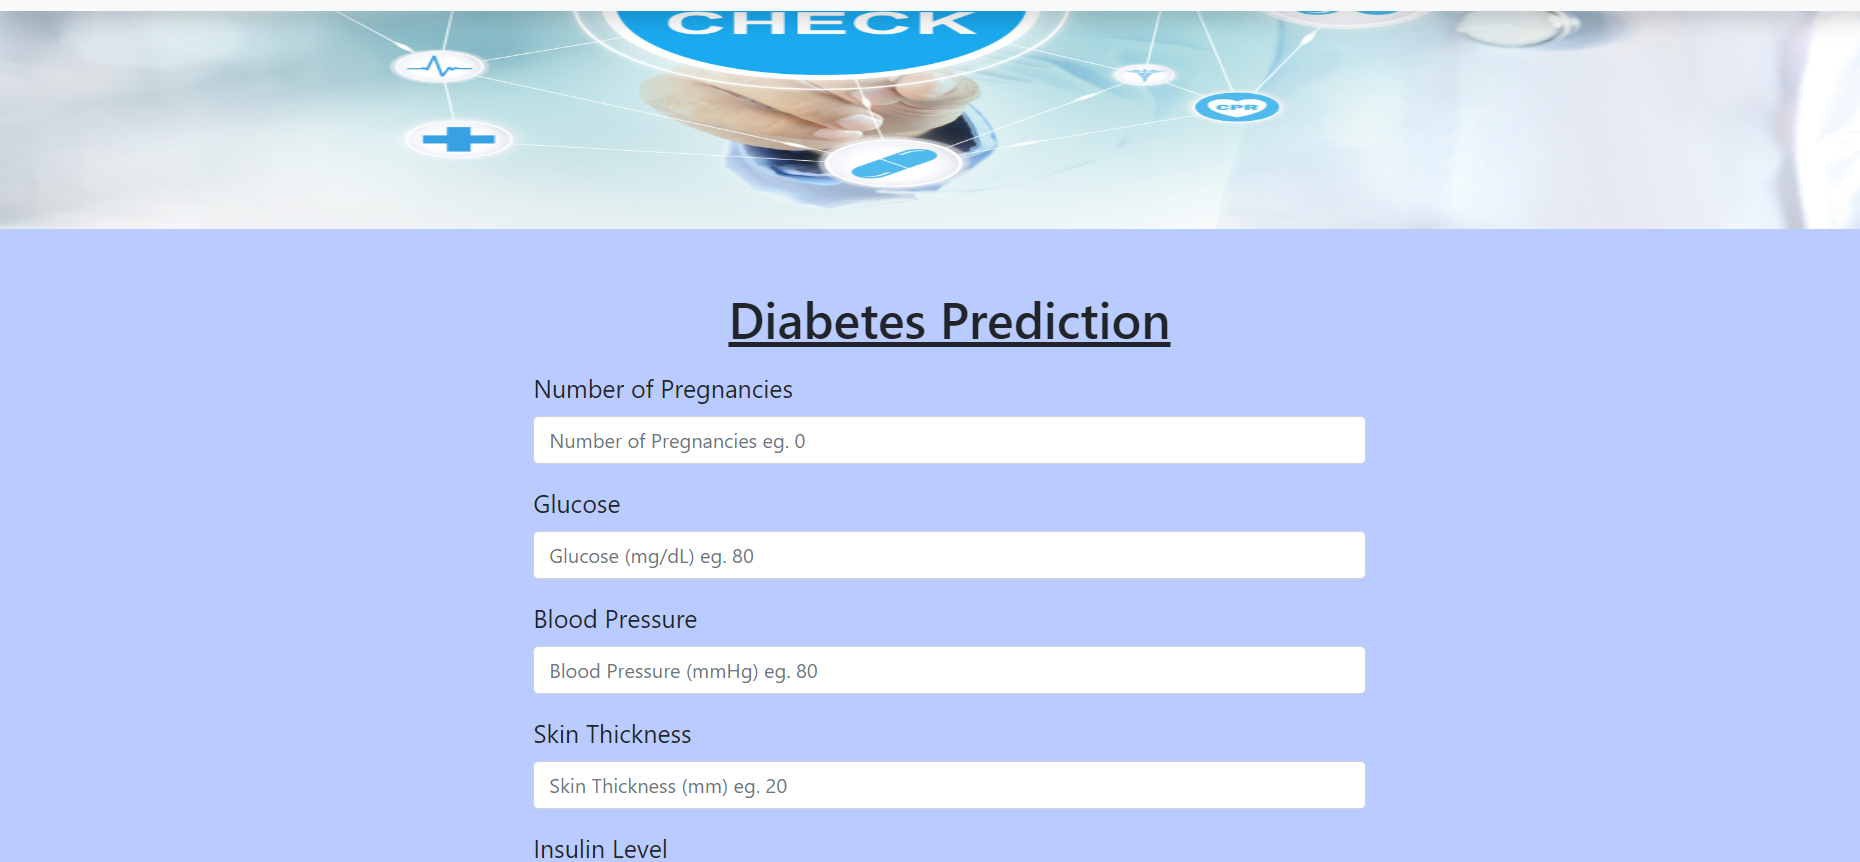 CHECK
CPR
Diabetes Prediction
Number of Pregnancies
Number of Pregnancies eg. 0
Glucose
Glucose (mg/dL) eg. 80
Blood Pressure
Blood Pressure (mmHg) eg. 80
Skin Thickness
Skin Thickness (mm) eg. 20
Insulin Level